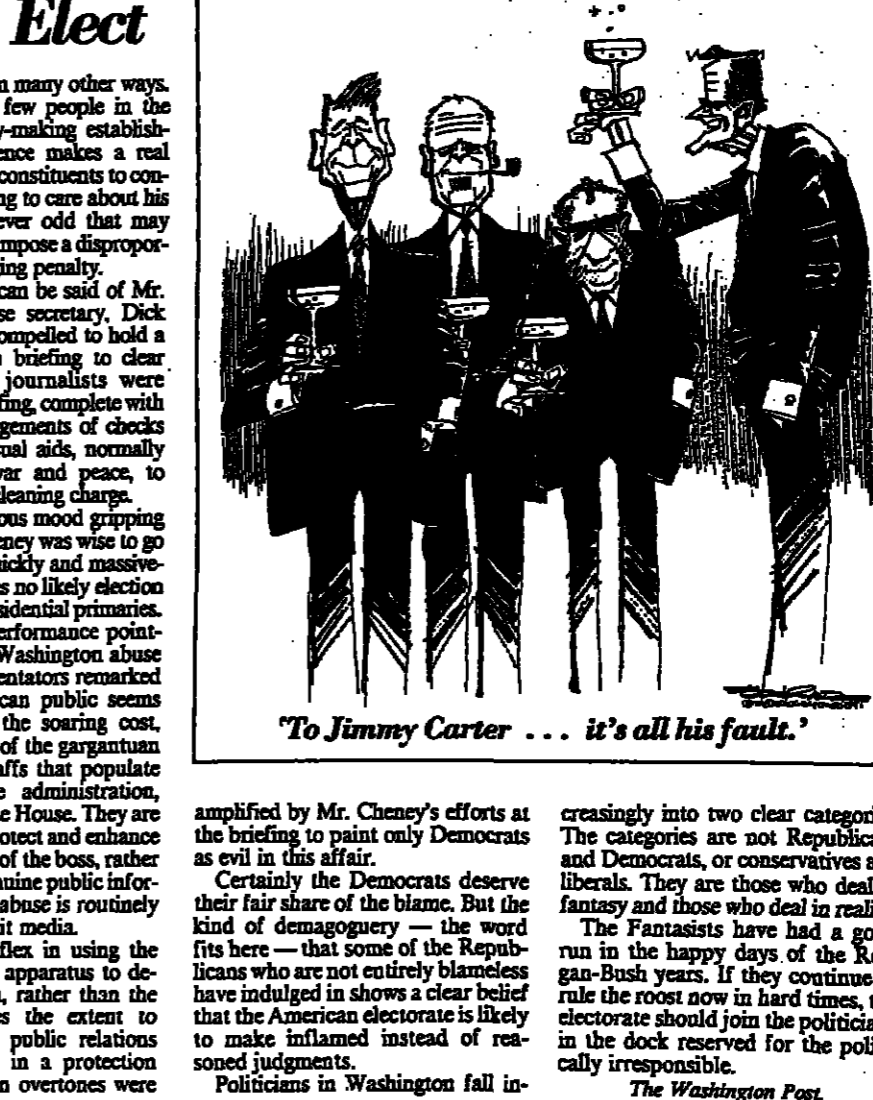 Elect
n many other ways.
few people in the
y-making establish-
ence makes a real
constituents to con-
ng to care about his
ever odd that may
mpose a dispropor-
ing penalty.
can be said of Mr.
se secretary, Dick
ompelled to hold a
n briefing to clear
journalists were
fing, complete with
gements of checks
ual aids, normally
var and peace, to
leaning charge.
ous mood gripping
eney was wise to go
uickly and massive-
s no likely election
sidential primaries.
erformance point-
Washington abuse
entators remarked
can public seems
the soaring cost,
of the gargantuan
affs that populate
e administration,
e House. They are
otect and enhance
of the boss, rather
nuine public infor-
abuse is routinely
it media.
flex in using the
apparatus to de-
, rather than the
es the extent to
public relations
in a protection
n overtones were
'To Jimmy Carter ... it's all his fault.'
amplified by Mr. Cheney's efforts at
the briefing to paint only Democrats
as evil in this affair.
Certainly the Democrats deserve
their fair share of the blame. But the
kind of demagoguery — the word
fits here — that some of the Repub-
licans who are not entirely blameless
have indulged in shows a clear belief
that the American electorate is likely
to make inflamed instead of rea-
soned judgments.
Politicians in Washington fall in-
creasingly into two clear categori
The categories are not Republica
and Democrats, or conservatives a
liberals. They are those who deal
fantasy and those who deal in reali
The Fantasists have had a go
run in the happy days of the Re
gan-Bush years. If they continue
rule the roost now in hard times, t
electorate should join the politicia
in the dock reserved for the poli
cally irresponsible.
The Washington Post.